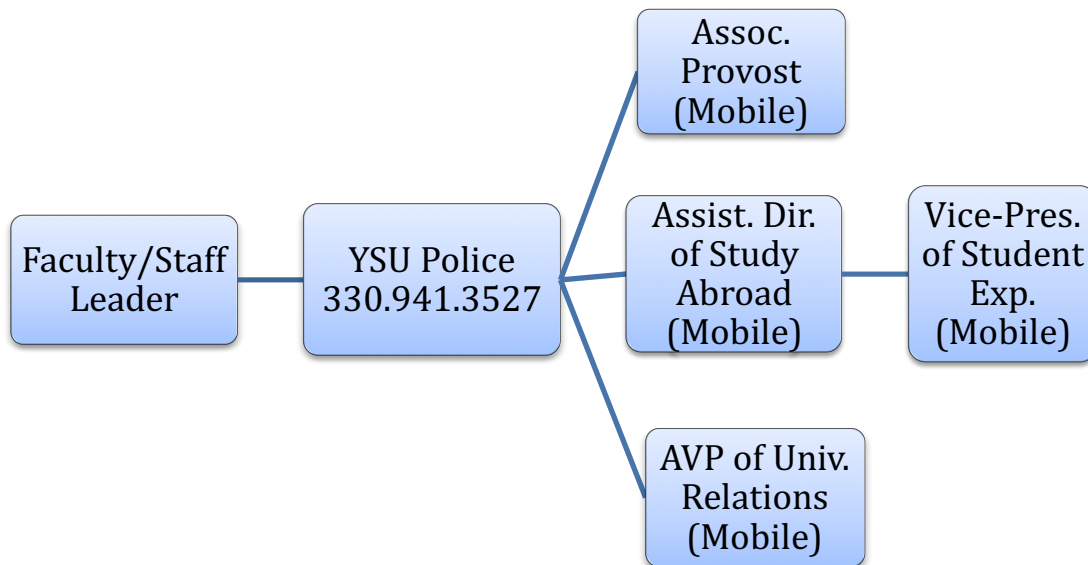 Faculty/Staff
Leader
YSU Police
330.941.3527
Assoc.
Provost
(Mobile)
Assist. Dir.
of Study
Abroad
(Mobile)
Vice-Pres.
of Student
Exp.
(Mobile)
AVP of Univ.
Relations
(Mobile)